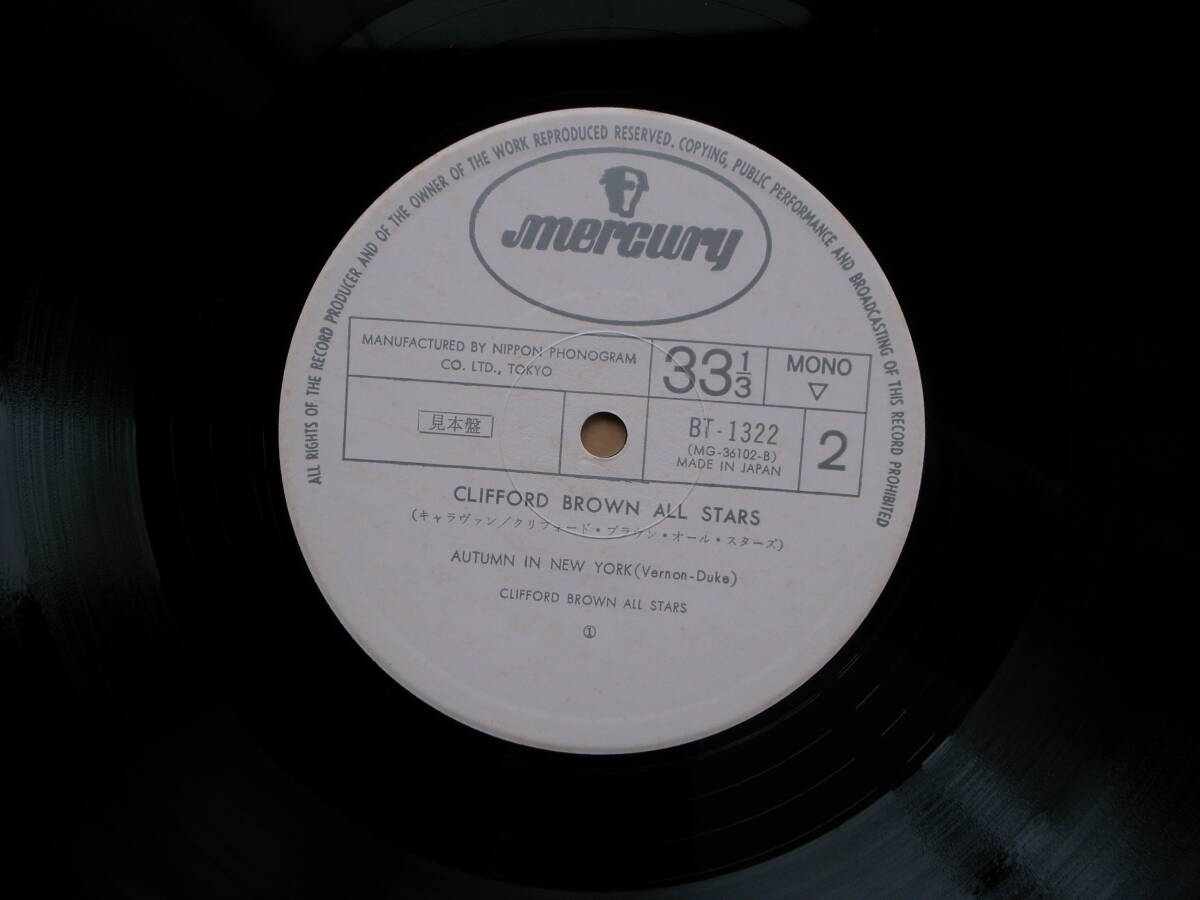 ALL RIGHTS OF THE RECORD PRODUCER AND OF THE OWNER OF THE WORK REPRODUCED RESERVED. COPYING, PUBLIC PERFORMANCE AND BROADCASTING OF THIS RECORD PROHIBITED
mercury
MANUFACTURED BY NIPPON PHONOGRAM
CO. LTD., TOKYO
33 1/3
MONO
▽
見本盤
BT-1322
(MG-36102-B)
MADE IN JAPAN
2
CLIFFORD BROWN ALL STARS
(キャラヴァン/クリフォード・ブラウン・オール・スターズ)
AUTUMN IN NEW YORK (Vernon-Duke)
CLIFFORD BROWN ALL STARS
①